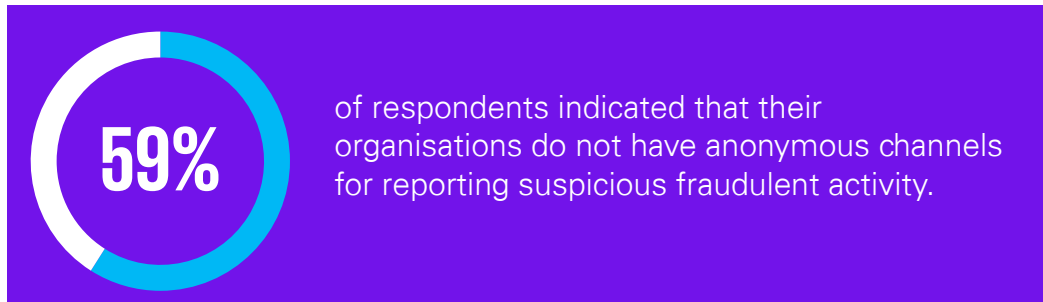 59%
of respondents indicated that their
organisations do not have anonymous channels
for reporting suspicious fraudulent activity.